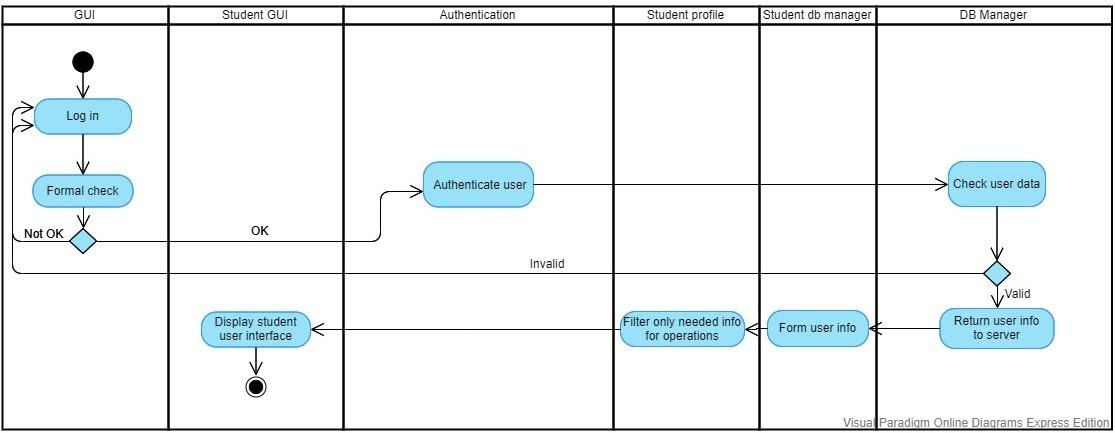 GUI
Student GUI
Authentication
Student profile
Student db manager
DB Manager
Log in
Formal check
Authenticate user
Check user data
Not OK
OK
Invalid
Valid
Display student
user interface
Filter only needed info
for operations
Form user info
Return user info
to server
Visual Paradigm Online Diagrams Express Edition